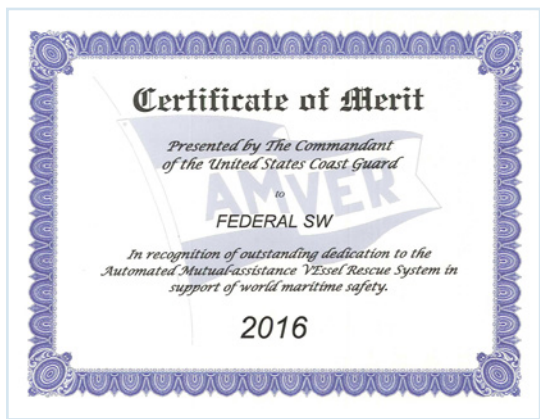 Certificate of Merit
Presented by The Commandant
of the United States Coast Guard
to
AMVER
FEDERAL SW
In recognition of outstanding dedication to the
Automated Mutual-assistance VEssel Rescue System in
support of world maritime safety.
2016